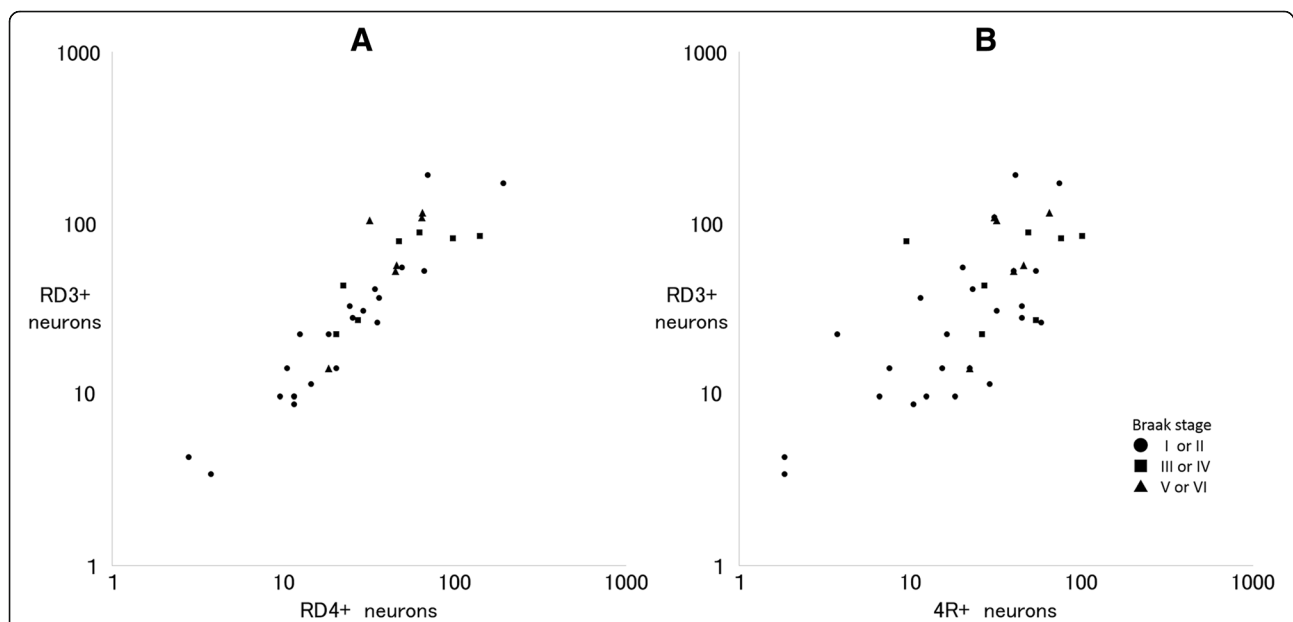 A
1000
100
RD3+
neurons
10
1
1
10
100
1000
RD4+ neurons
B
1000
100
RD3+
neurons
10
1
1
10
100
1000
4R+ neurons
Braak stage
I or II
III or IV
V or VI